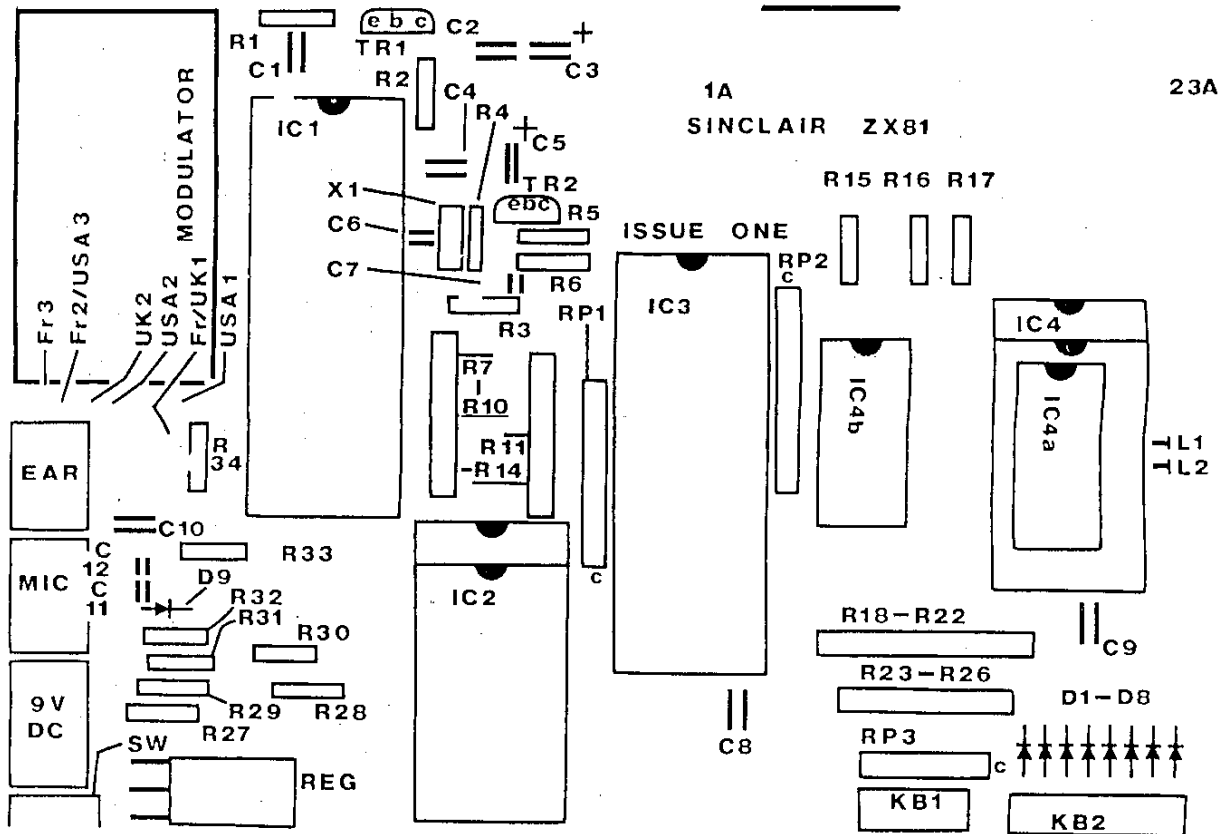 R1
C1
e b c
TR1
C2
+
C3
R2
C4
R4
1A
23A
SINCLAIR ZX81
IC1
+
C5
X1
TR2
ebc
C6
R5
C7
R6
R3
ISSUE ONE
R15 R16 R17
RP2
c
RP1
IC3
IC4
IC4a
IC4b
MODULATOR
Fr3
Fr2/USA3
UK2
USA2
Fr/UK1
USA1
R7
R10
R11
R14
L1
L2
EAR
R
34
C10
R33
MIC
C
12
C
11
D9
R32
R31
R30
IC2
c
R18-R22
C9
R23-R26
9V
DC
R29
R28
R27
SW
REG
C8
D1-D8
RP3
c
KB1
KB2